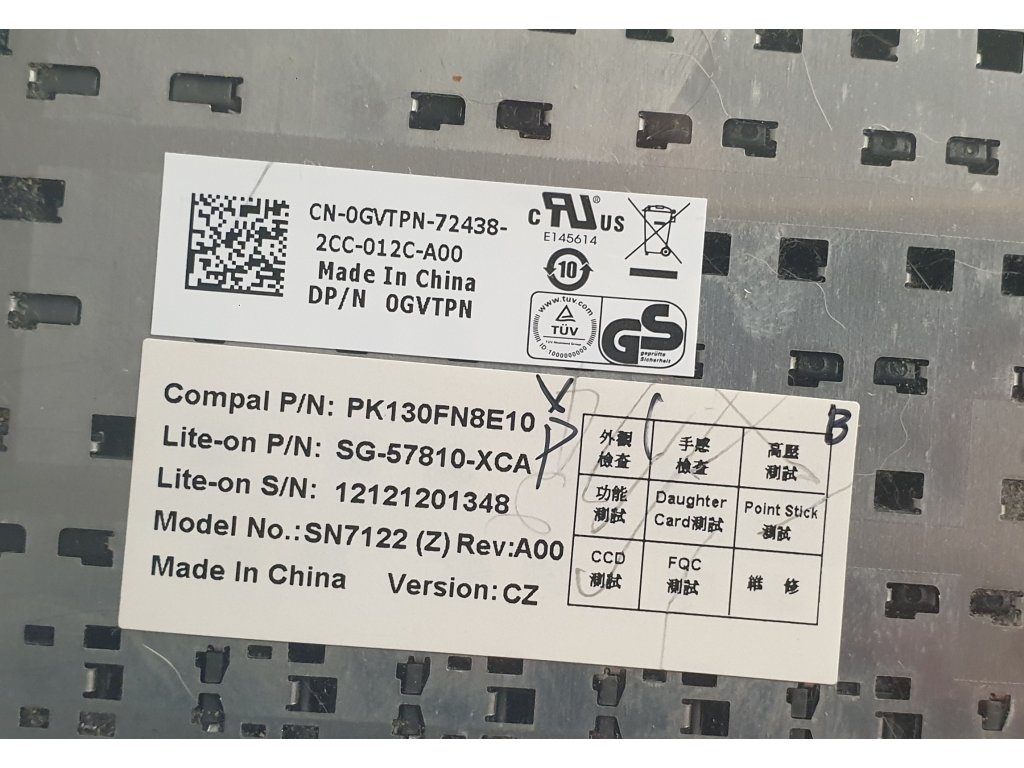 CN-0GVTPN-72438-
2CC-012C-A00
Made In China
DP/N 0GVTPN
C UR ® US
E145614
10
www.tuv.com
TÜV
ID 1000000000
GS
geprüfte
Sicherheit
Compal P/N: PK130FN8E10
Lite-on P/N: SG-57810-XCA
Lite-on S/N: 12121201348
Model No.:SN7122 (Z) Rev:A00
Made In China Version: CZ
B
外觀 手感 高壓
檢查 檢查 測試
功能 Daughter Point Stick
測試 Card測試 測試
CCD FQC 維 修
測試 測試